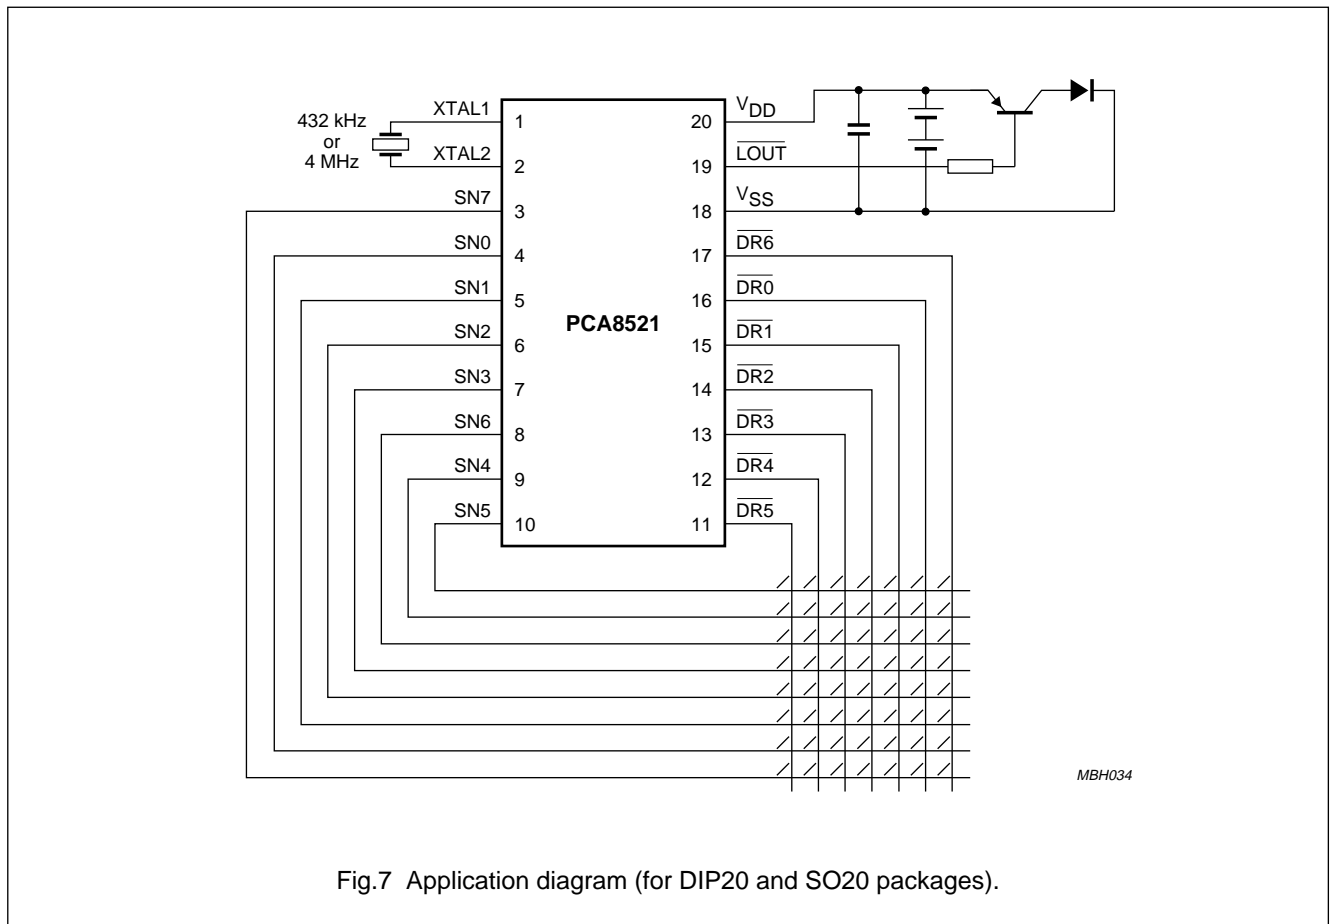 432 kHz
or
4 MHz
XTAL1
XTAL2
SN7
SN0
SN1
SN2
SN3
SN6
SN4
SN5
1
2
3
4
5
6
7
8
9
10
PCA8521
20
19
18
17
16
15
14
13
12
11
VDD
LOUT
VSS
DR6
DR0
DR1
DR2
DR3
DR4
DR5
MBH034
Fig.7 Application diagram (for DIP20 and SO20 packages).